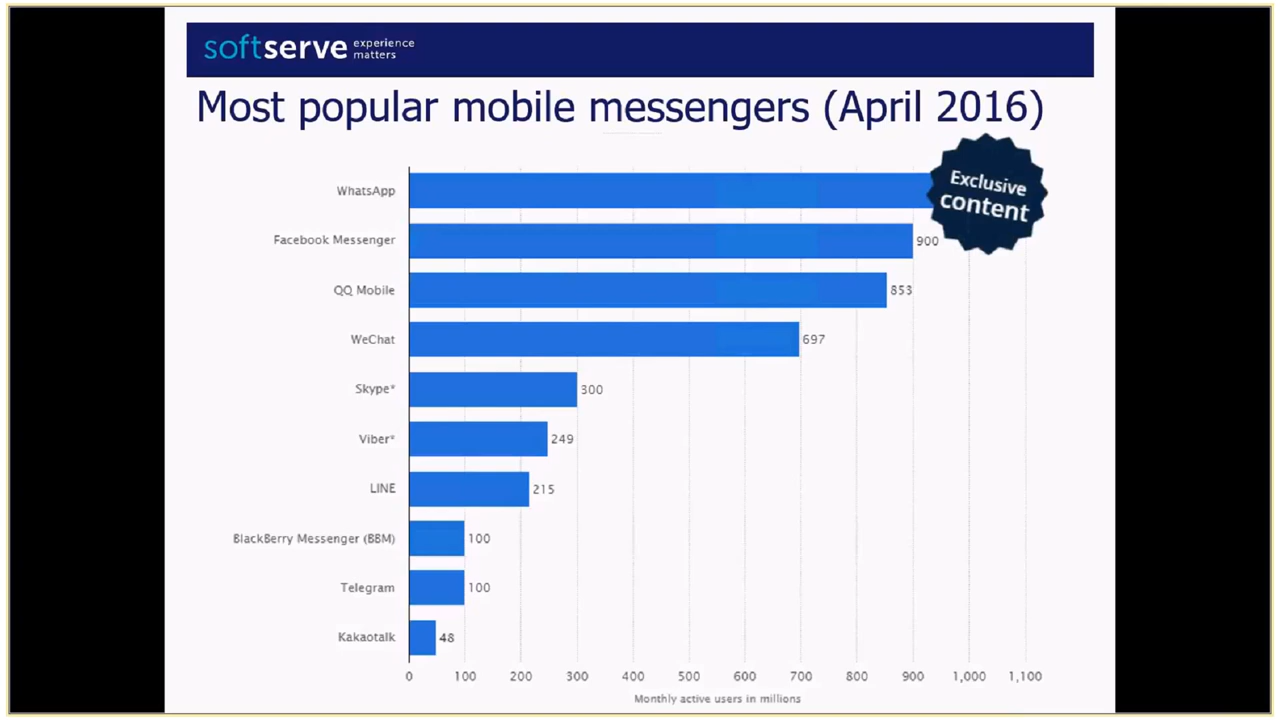 softserve experience matters
Most popular mobile messengers (April 2016)
Exclusive content
WhatsApp
Facebook Messenger 900
QQ Mobile 853
WeChat 697
Skype* 300
Viber* 249
LINE 215
BlackBerry Messenger (BBM) 100
Telegram 100
Kakaotalk 48
0 100 200 300 400 500 600 700 800 900 1,000 1,100
Monthly active users in millions